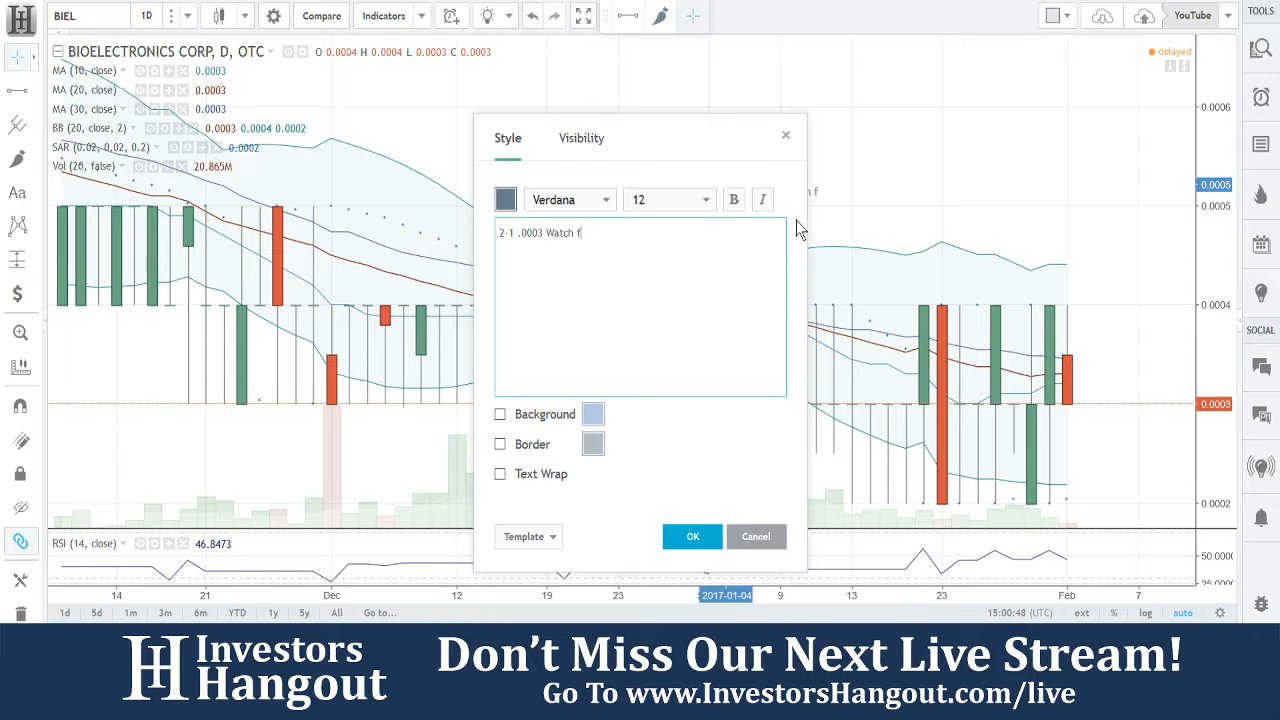 BIEL
1D
Compare
Indicators
YouTube
TOOLS
BIOELECTRONICS CORP, D, OTC
O 0.0004 H 0.0004 L 0.0003 C 0.0003
delayed
MA (10, close) 0.0003
MA (20, close) 0.0003
MA (30, close) 0.0003
BB (20, close, 2) 0.0003 0.0004 0.0002
SAR (0.02, 0.02, 0.2) 0.0002
Vol (20, false) 20.865M
Aa
$
Style
Visibility
Verdana
12
B
I
2-1 .0003 Watch f
f
Background
Border
Text Wrap
Template
OK
Cancel
0.0006
0.0005
0.0005
0.0004
0.0003
0.0002
SOCIAL
RSI (14, close) 46.8473
50.0000
25.0000
14
21
Dec
12
19
23
2017-01-04
9
13
23
Feb
7
1d
5d
1m
3m
6m
YTD
1y
5y
All
Go to...
15:00:48 (UTC)
ext
%
log
auto
H
Investors
Hangout
Don't Miss Our Next Live Stream!
Go To www.InvestorsHangout.com/live